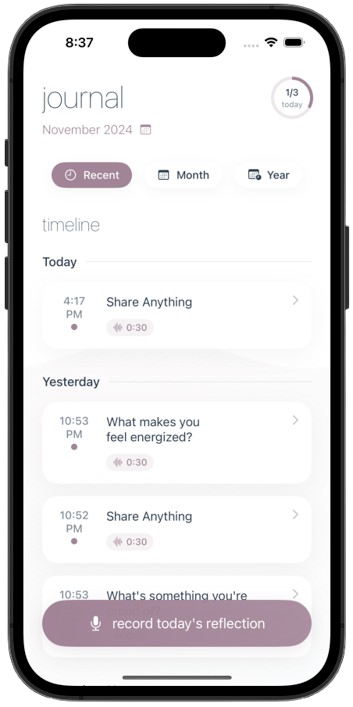 8:37
journal
1/3
today
November 2024
Recent
Month
Year
timeline
Today
4:17
PM
Share Anything
0:30
Yesterday
10:53
PM
What makes you
feel energized?
0:30
10:52
PM
Share Anything
0:30
10:53
What's something you're
record today's reflection